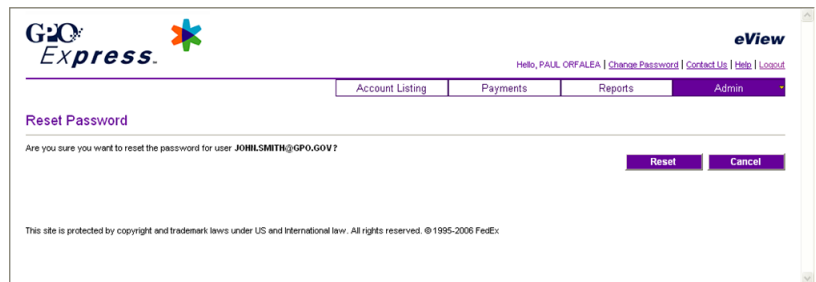 GPO
Express
eView
Hello, PAUL ORFALEA | Change Password | Contact Us | Help | Logout
Account Listing Payments Reports Admin
Reset Password
Are you sure you want to reset the password for user JOHN.SMITH@GPO.GOV?
Reset Cancel
This site is protected by copyright and trademark laws under US and International law. All rights reserved. © 1995-2006 FedEx